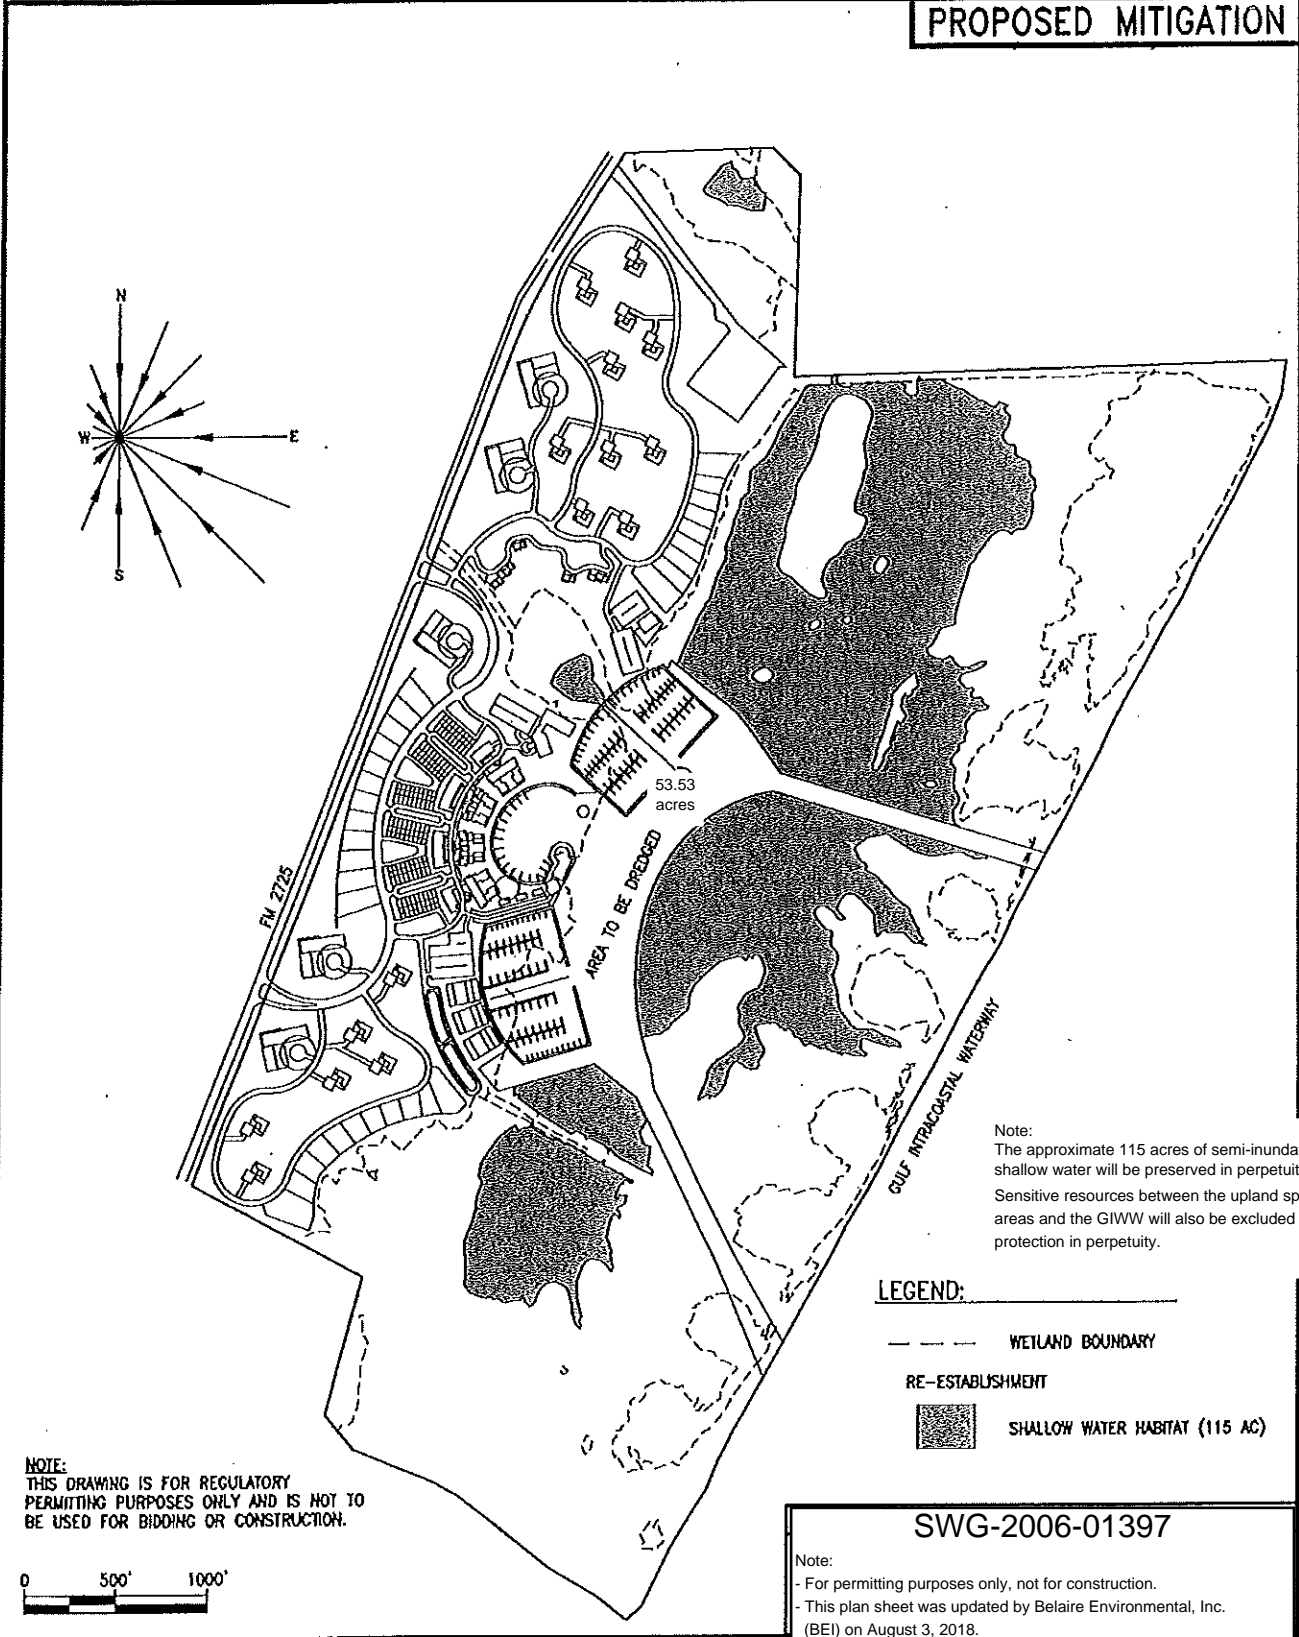 PROPOSED MITIGATION
N
W
E
S
53.53
acres
AREA TO BE DREDGED
FM 2725
GULF INTRACOASTAL WATERWAY
Note:
The approximate 115 acres of semi-inunda
shallow water will be preserved in perpetuit
Sensitive resources between the upland sp
areas and the GIWW will also be excluded
protection in perpetuity.
LEGEND:
WETLAND BOUNDARY
RE-ESTABLISHMENT
SHALLOW WATER HABITAT (115 AC)
NOTE:
THIS DRAWING IS FOR REGULATORY
PERMITTING PURPOSES ONLY AND IS NOT TO
BE USED FOR BIDDING OR CONSTRUCTION.
0 500' 1000'
SWG-2006-01397
Note:
- For permitting purposes only, not for construction.
- This plan sheet was updated by Belaire Environmental, Inc.
(BEI) on August 3, 2018.